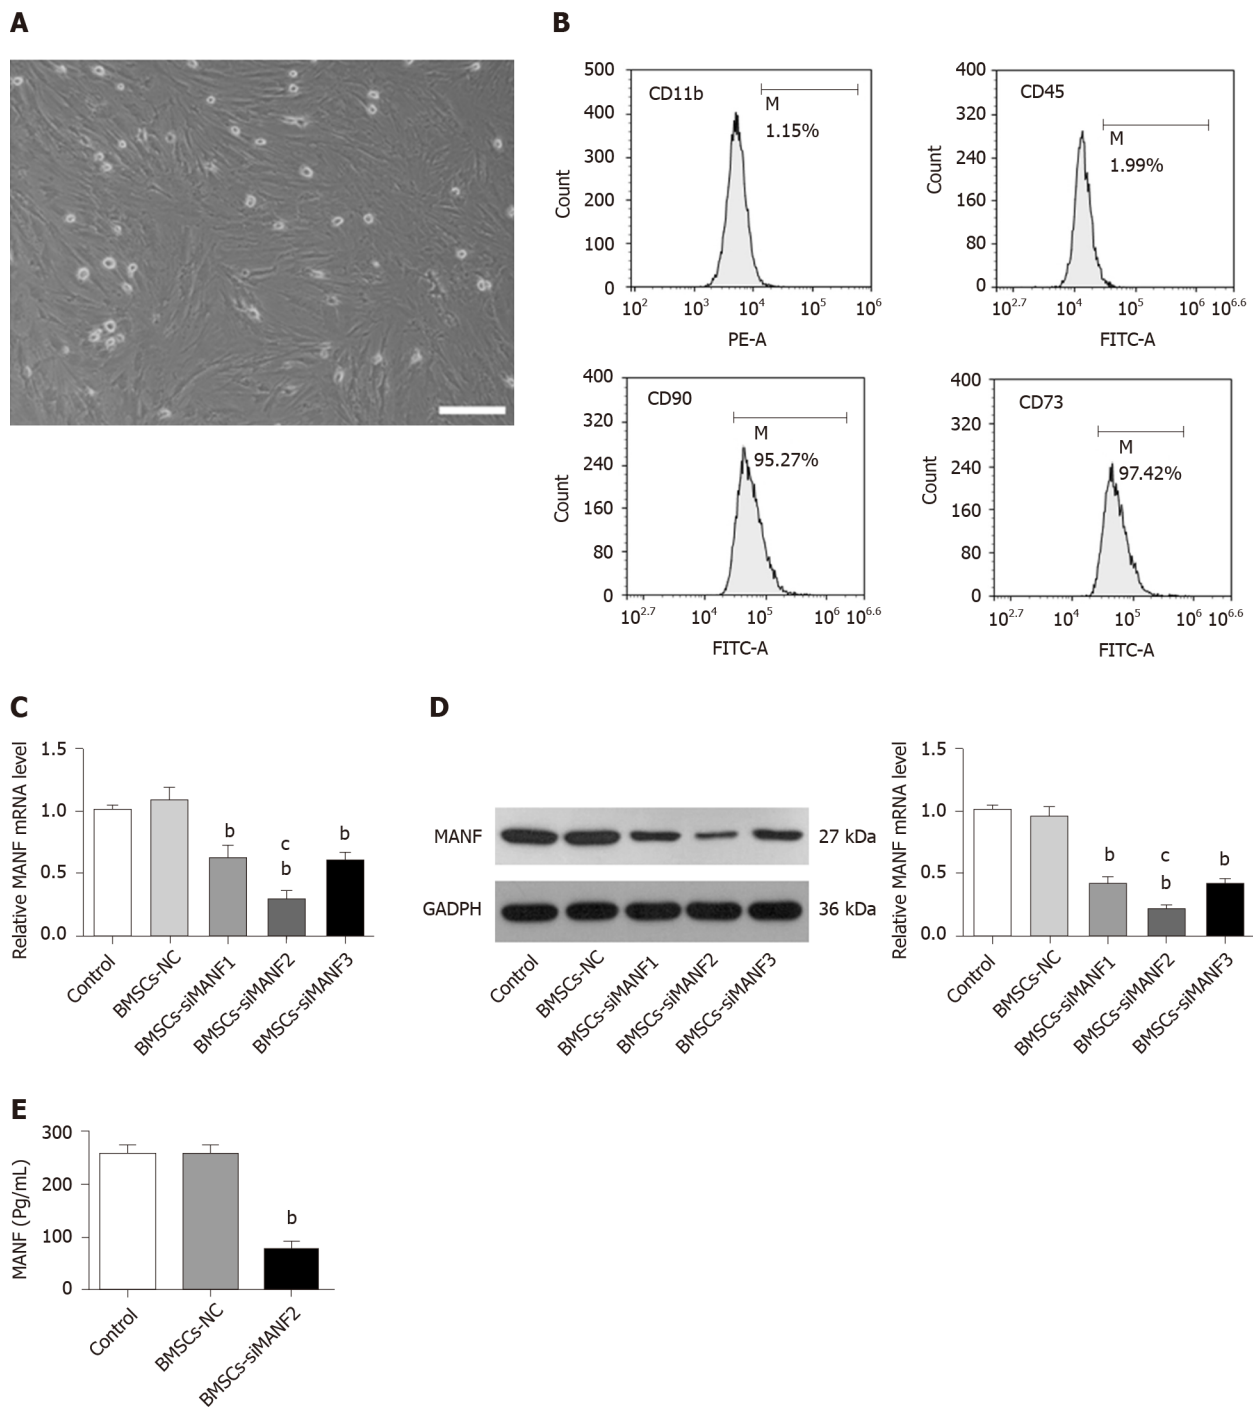 A
B
CD11b
M
1.15%
500
400
300
200
100
0
Count
10^2
10^3
10^4
10^5
10^6
PE-A
CD45
M
1.99%
400
320
240
160
80
0
Count
10^2.7
10^4
10^5
10^6
10^6.6
FITC-A
CD90
M
95.27%
400
320
240
160
80
0
Count
10^2.7
10^4
10^5
10^6
10^6.6
FITC-A
CD73
M
97.42%
400
320
240
160
80
0
Count
10^2.7
10^4
10^5
10^6
10^6.6
FITC-A
C
Relative MANF mRNA level
1.5
1.0
0.5
0.0
b
c
b
b
Control
BMSCs-NC
BMSCs-siMANF1
BMSCs-siMANF2
BMSCs-siMANF3
D
MANF
27 kDa
GADPH
36 kDa
Control
BMSCs-NC
BMSCs-siMANF1
BMSCs-siMANF2
BMSCs-siMANF3
Relative MANF mRNA level
1.5
1.0
0.5
0.0
b
c
b
b
Control
BMSCs-NC
BMSCs-siMANF1
BMSCs-siMANF2
BMSCs-siMANF3
E
MANF (Pg/mL)
300
200
100
0
b
Control
BMSCs-NC
BMSCs-siMANF2